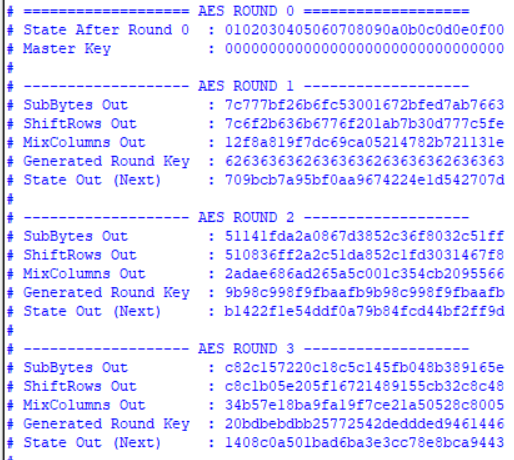 # =================== AES ROUND 0 ===================
# State After Round 0  : 0102030405060708090a0b0c0d0e0f00
# Master Key           : 00000000000000000000000000000000
#
# ------------------- AES ROUND 1 -------------------
# SubBytes Out         : 7c777bf26b6fc53001672bfed7ab7663
# ShiftRows Out        : 7c6f2b636b6776f201ab7b30d777c5fe
# MixColumns Out       : 12f8a819f7dc69ca05214782b721131e
# Generated Round Key  : 62636363626363636263636362636363
# State Out (Next)     : 709bcb7a95bf0aa9674224e1d542707d
#
# ------------------- AES ROUND 2 -------------------
# SubBytes Out         : 51141fda2a0867d3852c36f8032c51ff
# ShiftRows Out        : 510836ff2a2c51da852c1fd3031467f8
# MixColumns Out       : 2adae686ad265a5c001c354cb2095566
# Generated Round Key  : 9b98c998f9fbaafb9b98c998f9fbaafb
# State Out (Next)     : b1422f1e54ddf0a79b84fcd44bf2ff9d
#
# ------------------- AES ROUND 3 -------------------
# SubBytes Out         : c82c157220c18c5c145fb048b389165e
# ShiftRows Out        : c8c1b05e205f16721489155cb32c8c48
# MixColumns Out       : 34b57e18ba9fa19f7ce21a50528c8005
# Generated Round Key  : 20bdbebdbb25772542deddded9461446
# State Out (Next)     : 1408c0a501bad6ba3e3cc78e8bca9443